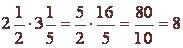 2 1/2 · 3 1/5 = 5/2 · 16/5 = 80/10 = 8